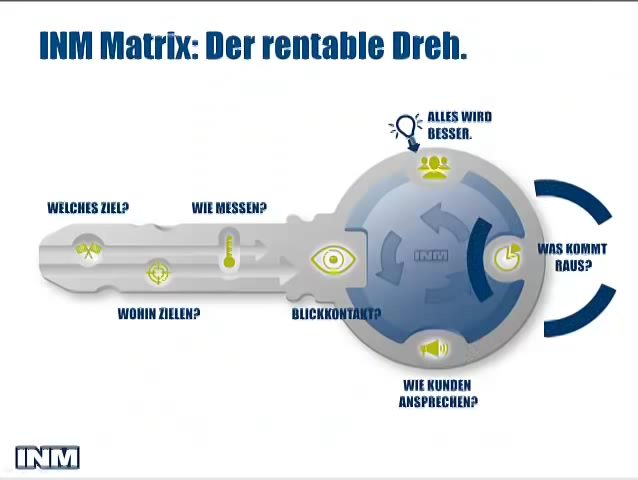 INM Matrix: Der rentable Dreh.
ALLES WIRD
BESSER.
WELCHES ZIEL?
WIE MESSEN?
WAS KOMMT
RAUS?
INM
WOHIN ZIELEN?
BLICKKONTAKT?
WIE KUNDEN
ANSPRECHEN?
INM